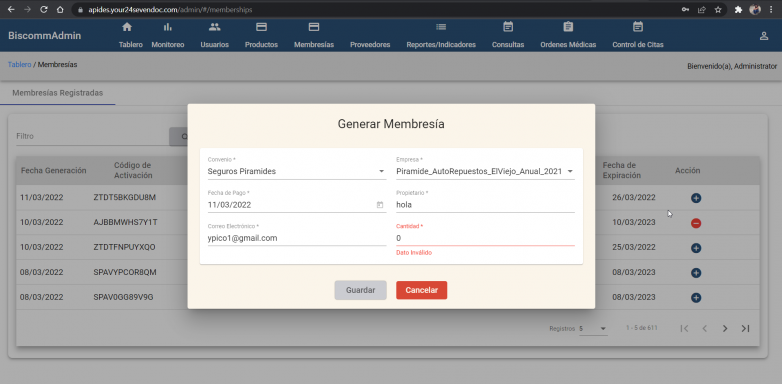 apides.your24sevendoc.com/admin/#/memberships
BiscommAdmin
Tablero Monitoreo Usuarios Productos Membresías Proveedores Reportes/Indicadores Consultas Ordenes Médicas Control de Citas
Tablero / Membresías
Bienvenido(a), Administrator
Membresías Registradas
Generar Membresía
Filtro
Convenio * Empresa *
Seguros Piramides Piramide_AutoRepuestos_ElViejo_Anual_2021
Fecha Generación Código de Activación Fecha de Expiración Acción
Fecha de Pago * Propietario *
11/03/2022 hola
11/03/2022 ZTDT5BKGDU8M 26/03/2022
Correo Electrónico * Cantidad *
ypico1@gmail.com 0
Dato Inválido
10/03/2022 AJBBMWHS7Y1T 10/03/2023
10/03/2022 ZTDTFNPUYXQO 25/03/2022
08/03/2022 SPAVYPCOR8QM 08/03/2023
08/03/2022 SPAV0GG89V9G 08/03/2023
Guardar Cancelar
Registros 5 1 - 5 de 611